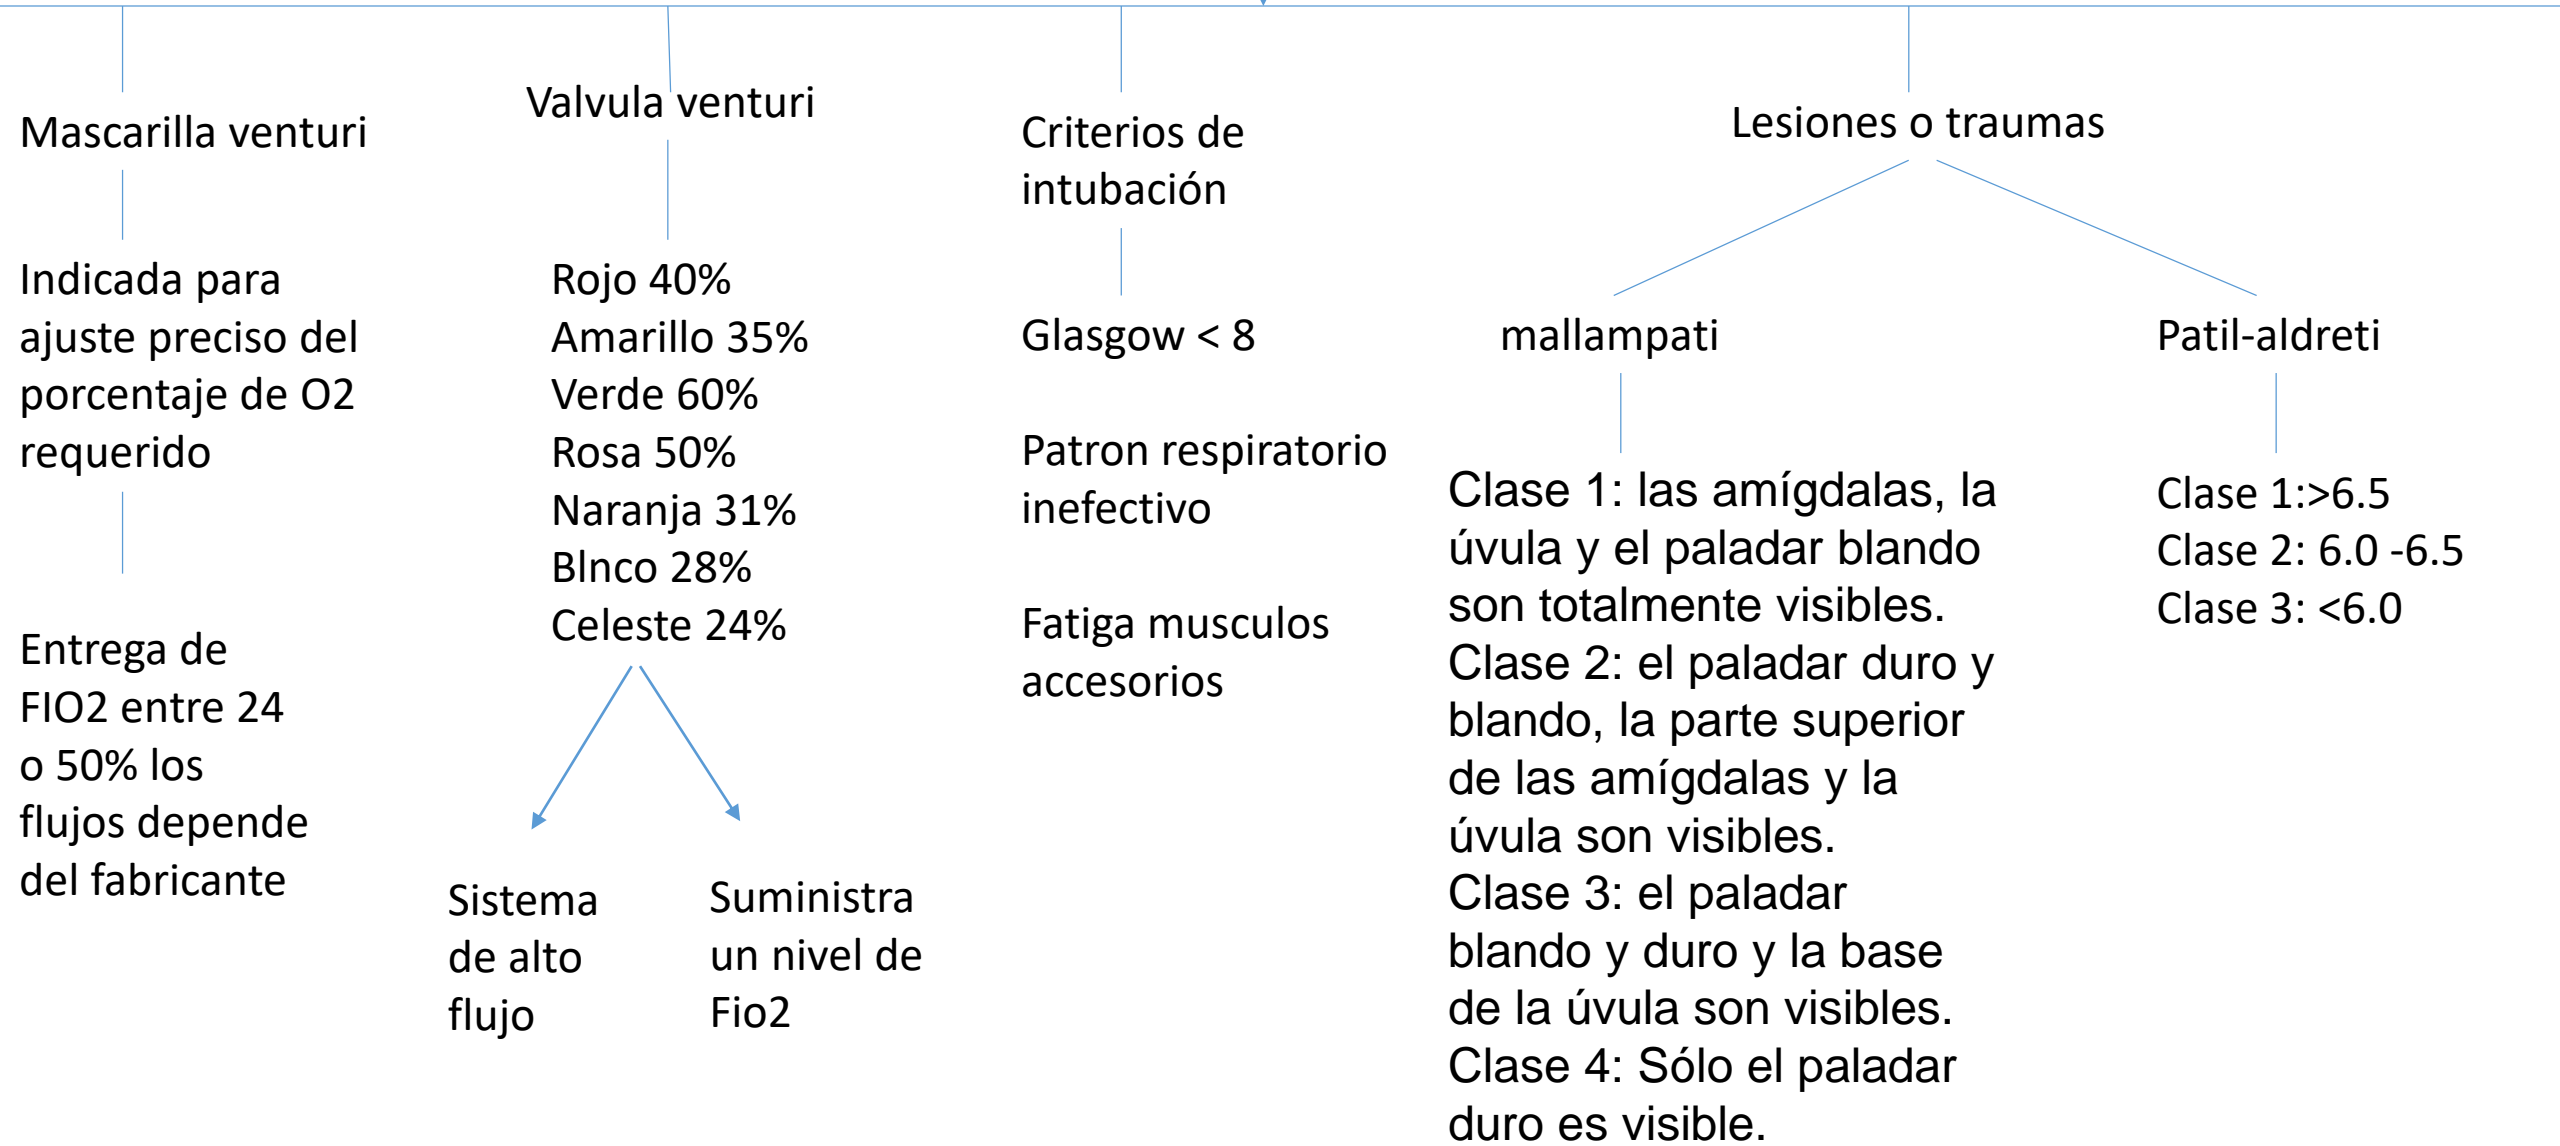 Mascarilla venturi
Indicada para
ajuste preciso del
porcentaje de O2
requerido
Entrega de
FIO2 entre 24
o 50% los
flujos depende
del fabricante
Valvula venturi
Rojo 40%
Amarillo 35%
Verde 60%
Rosa 50%
Naranja 31%
Blnco 28%
Celeste 24%
Sistema
de alto
flujo
Suministra
un nivel de
Fio2
Criterios de
intubación
Glasgow < 8
Patron respiratorio
inefectivo
Fatiga musculos
accesorios
Lesiones o traumas
mallampati
Clase 1: las amígdalas, la
úvula y el paladar blando
son totalmente visibles.
Clase 2: el paladar duro y
blando, la parte superior
de las amígdalas y la
úvula son visibles.
Clase 3: el paladar
blando y duro y la base
de la úvula son visibles.
Clase 4: Sólo el paladar
duro es visible.
Patil-aldreti
Clase 1:>6.5
Clase 2: 6.0 -6.5
Clase 3: <6.0